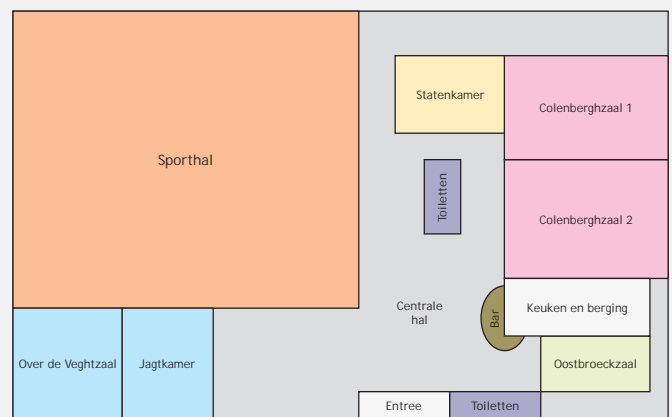 Statenkamer
Colenberghzaal 1
Sporthal
Toiletten
Colenberghzaal 2
Centrale
hal
Bar
Keuken en berging
Over de Veghtzaal
Jagtkamer
Oostbroeckzaal
Entree
Toiletten